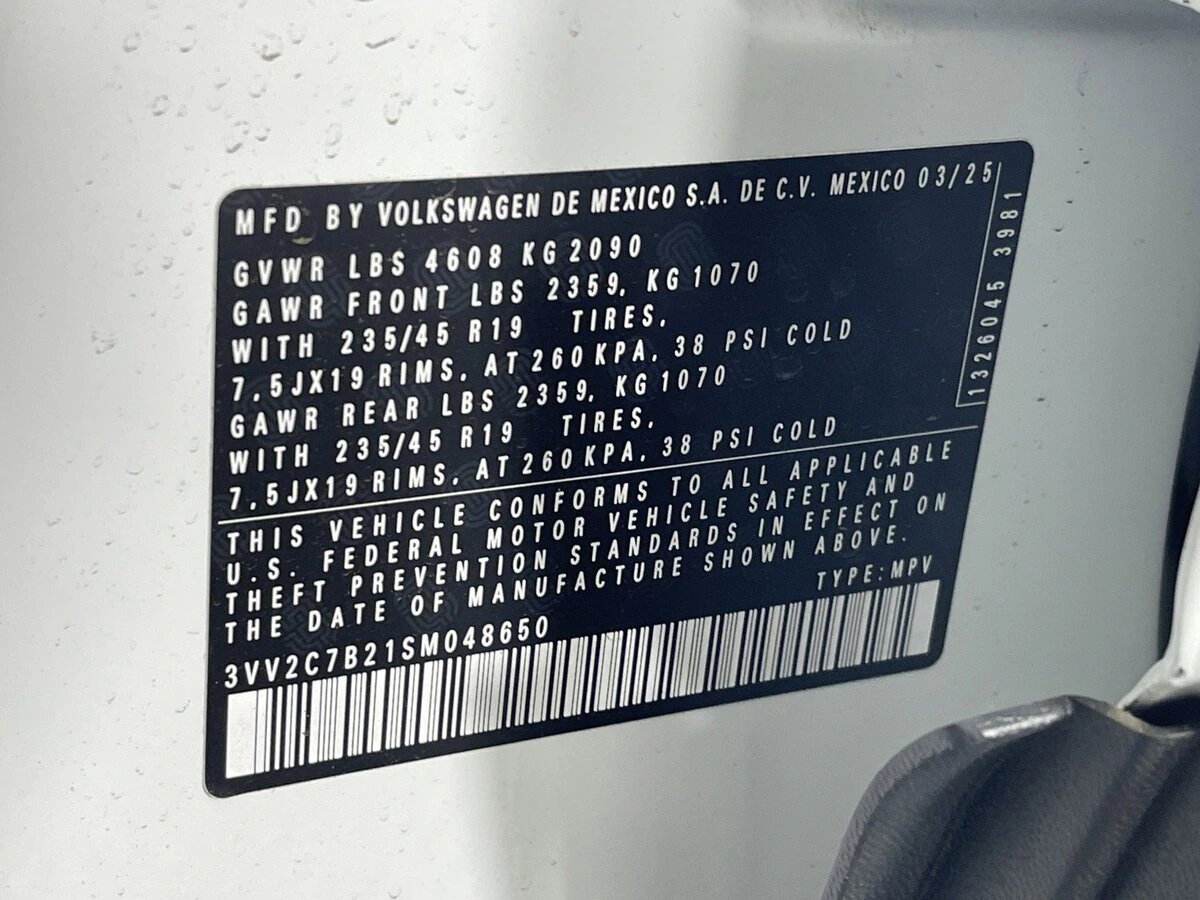 MFD BY VOLKSWAGEN DE MEXICO S.A. DE C.V. MEXICO 03/25
GVWR LBS 4608 KG 2090
GAWR FRONT LBS 2359, KG 1070
WITH 235/45 R19 TIRES,
7,5JX19 RIMS, AT 260 KPA, 38 PSI COLD
GAWR REAR LBS 2359, KG 1070
WITH 235/45 R19 TIRES,
7,5JX19 RIMS, AT 260 KPA, 38 PSI COLD
1326045 3981
THIS VEHICLE CONFORMS TO ALL APPLICABLE
U.S. FEDERAL MOTOR VEHICLE SAFETY AND
THEFT PREVENTION STANDARDS IN EFFECT ON
THE DATE OF MANUFACTURE SHOWN ABOVE.
TYPE:MPV
3VV2C7B21SM048650